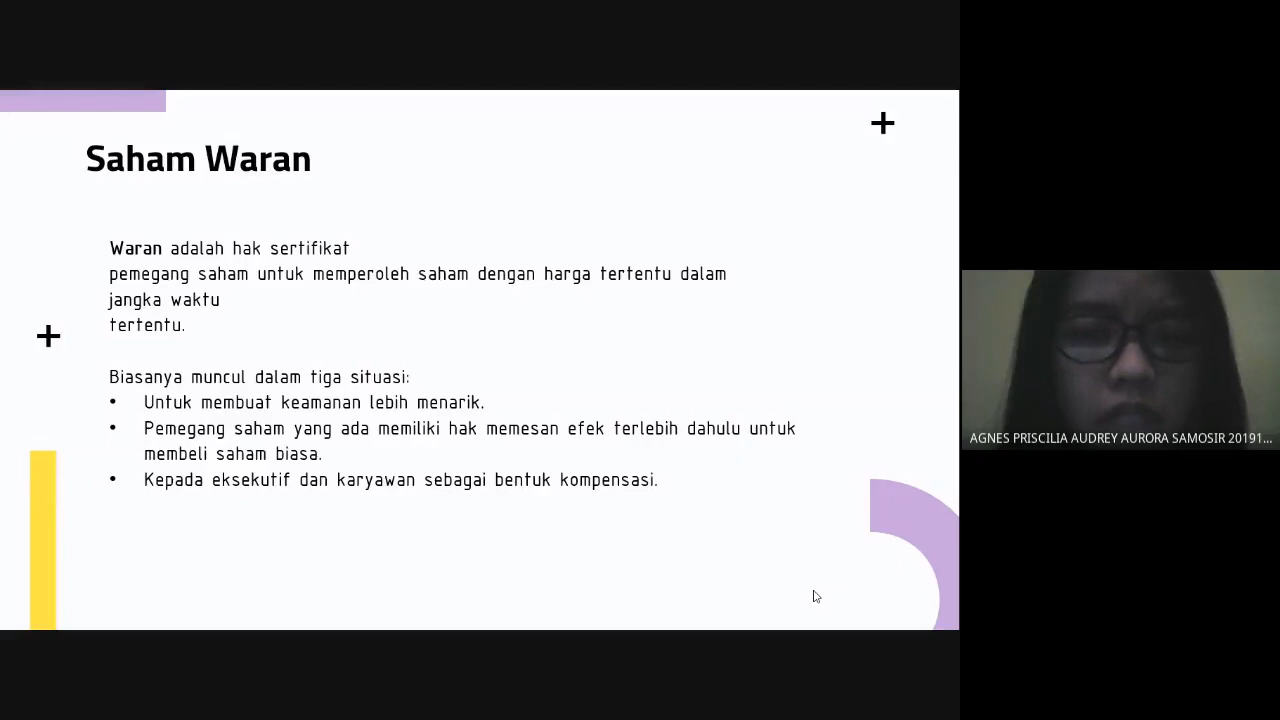 Saham Waran
Waran adalah hak sertifikat
pemegang saham untuk memperoleh saham dengan harga tertentu dalam
jangka waktu
tertentu.
Biasanya muncul dalam tiga situasi:
• Untuk membuat keamanan lebih menarik.
• Pemegang saham yang ada memiliki hak memesan efek terlebih dahulu untuk
membeli saham biasa.
• Kepada eksekutif dan karyawan sebagai bentuk kompensasi.
AGNES PRISCILIA AUDREY AURORA SAMOSIR 20191...